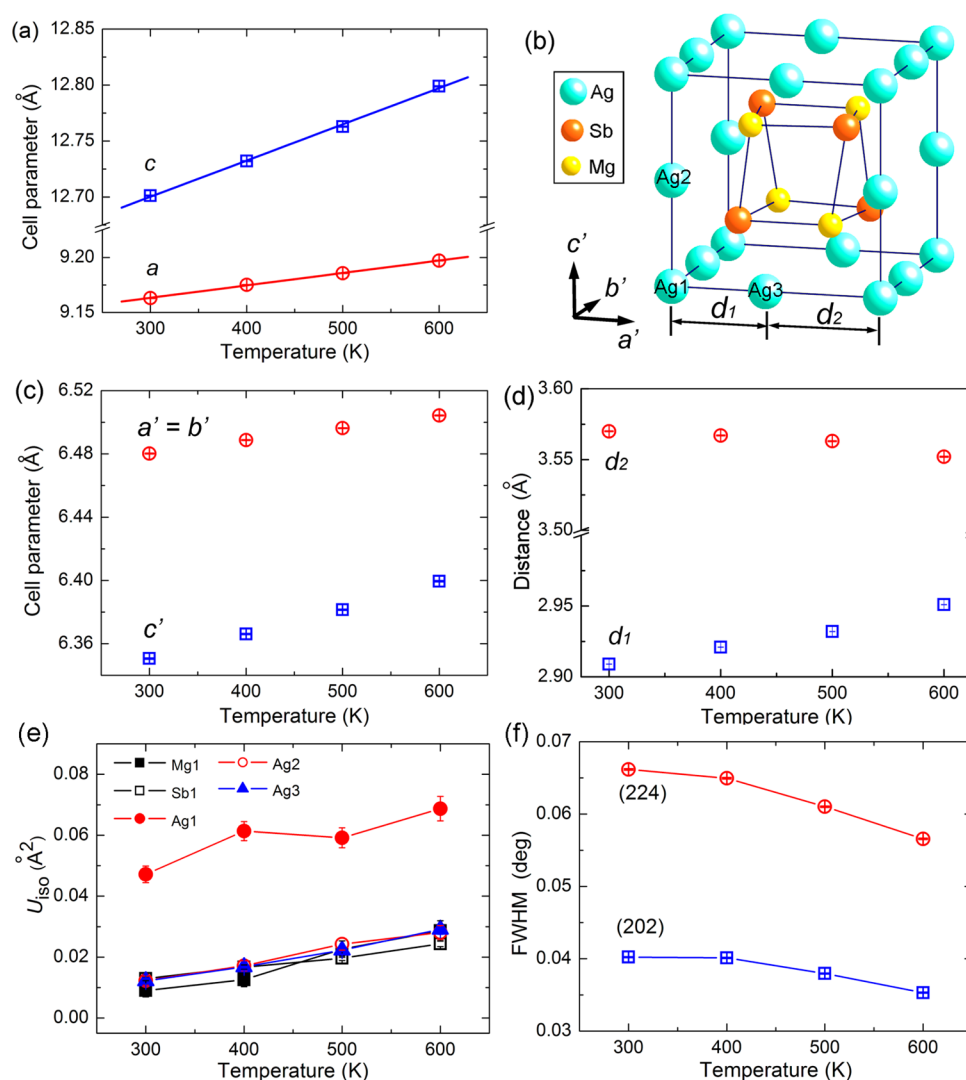 (a)
12.85
12.80
12.75
12.70
9.20
9.15
Cell parameter (Å)
c
a
300 400 500 600
Temperature (K)
(b)
Ag
Sb
Mg
Ag2
Ag1
Ag3
c’
b’
a’
d1
d2
(c)
6.52
6.48
6.44
6.40
6.36
Cell parameter (Å)
a’ = b’
c’
300 400 500 600
Temperature (K)
(d)
3.60
3.55
3.50
2.95
2.90
Distance (Å)
d2
d1
300 400 500 600
Temperature (K)
(e)
0.08
0.06
0.04
0.02
0.00
Uiso (Å2)
Mg1
Sb1
Ag1
Ag2
Ag3
300 400 500 600
Temperature (K)
(f)
0.07
0.06
0.05
0.04
0.03
FWHM (deg)
(224)
(202)
300 400 500 600
Temperature (K)